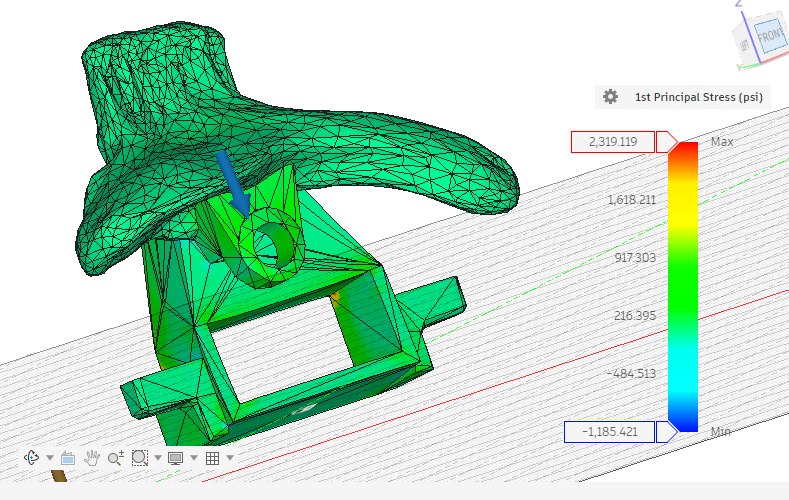 Z
FRONT
LEFT
1st Principal Stress (psi)
2,319.119
Max
1,618.211
917.303
216.395
-484.513
-1,185.421
Min